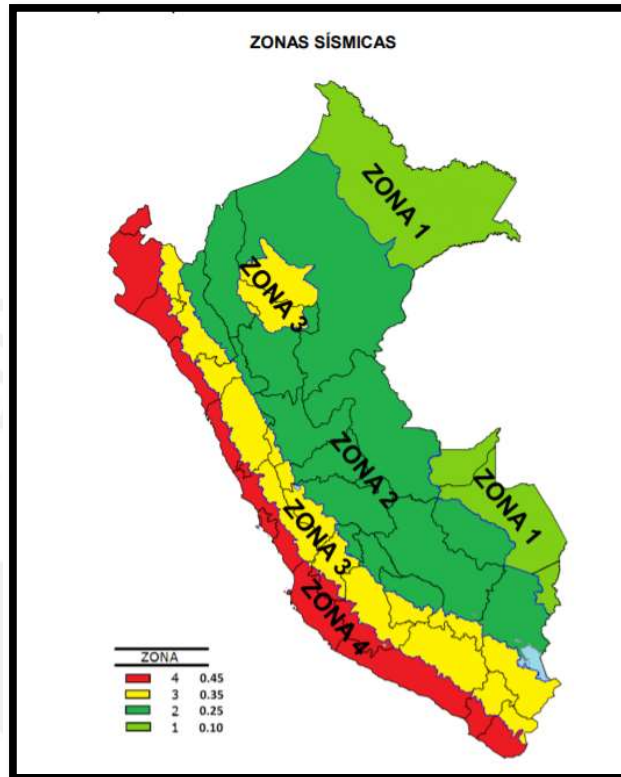 ZONAS SÍSMICAS
ZONA 1
ZONA 3
ZONA 2
ZONA 1
ZONA 3
ZONA 4
ZONA
4 0.45
3 0.35
2 0.25
1 0.10